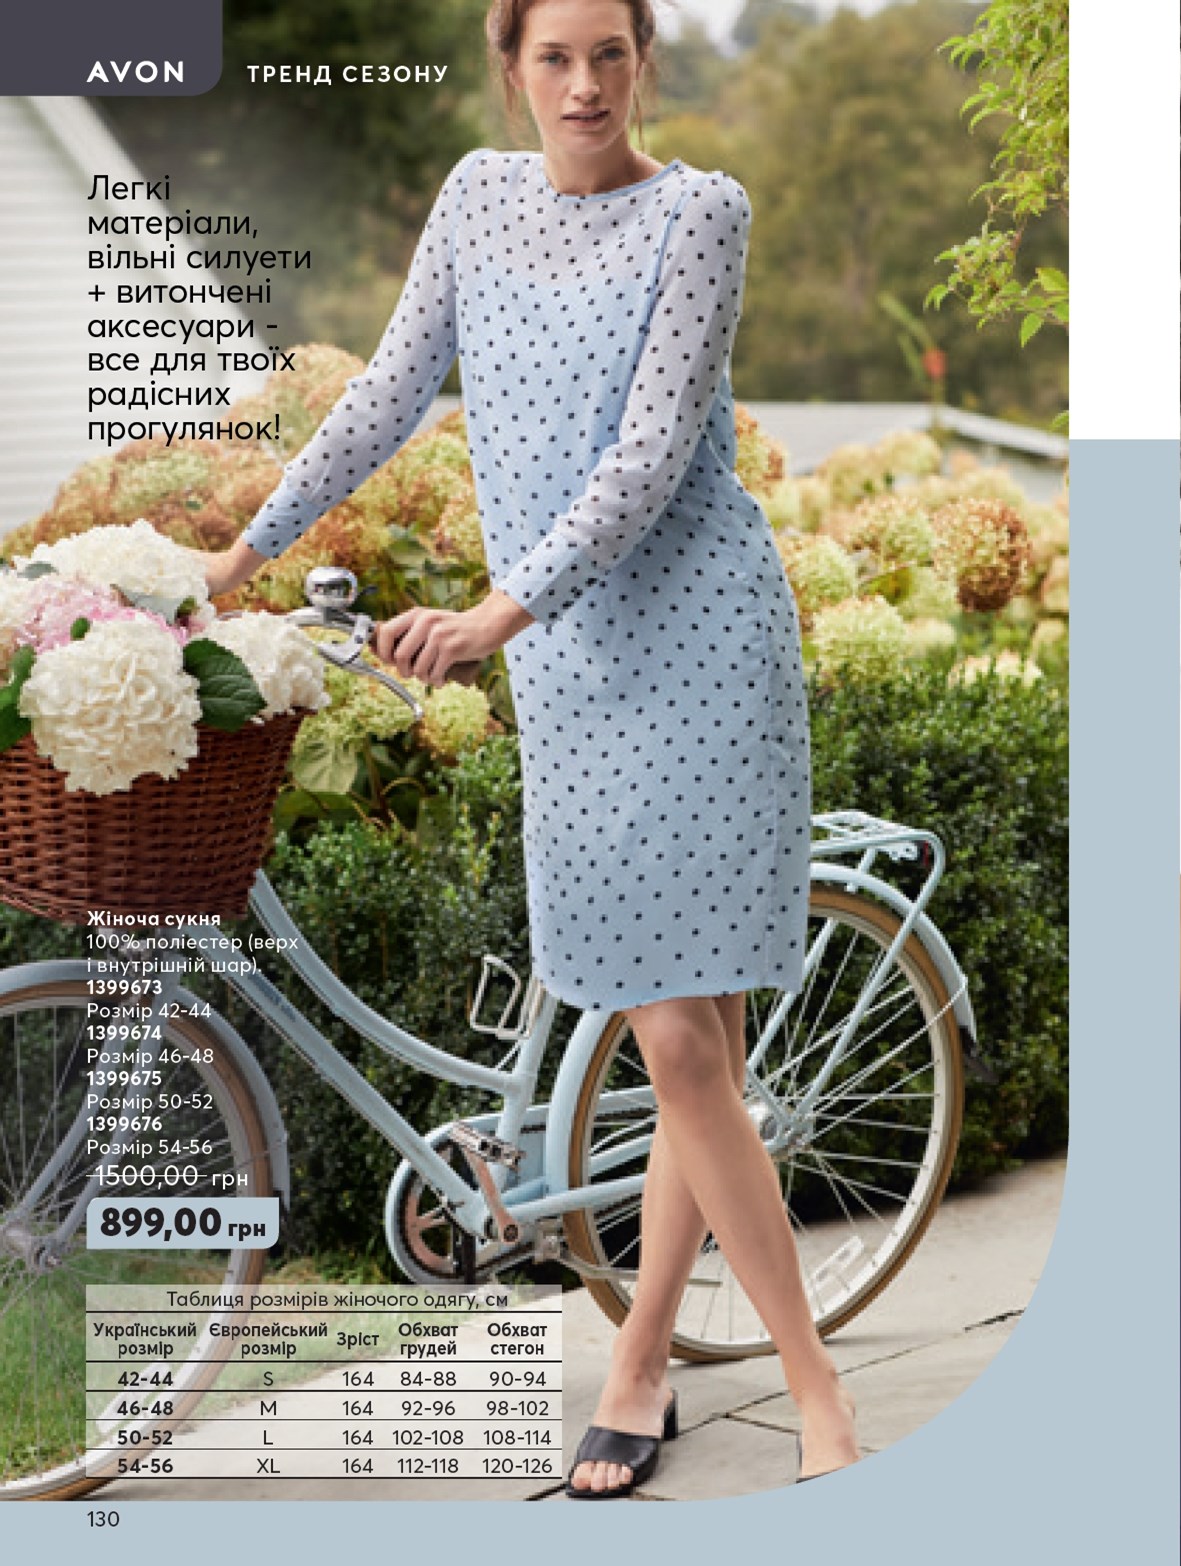 AVON
ТРЕНД СЕЗОНУ
Легкі
матеріали,
вільні силуети
+ витончені
аксесуари -
все для твоїх
радісних
прогулянок!
Жіноча сукня
100% поліестер (верх
і внутрішній шар).
1399673
Розмір 42-44
1399674
Розмір 46-48
1399675
Розмір 50-52
1399676
Розмір 54-56
1500,00 грн
899,00 грн
Таблиця розмірів жіночого одягу, см
Український розмір Європейський розмір Зріст Обхват грудей Обхват стегон
42-44 S 164 84-88 90-94
46-48 M 164 92-96 98-102
50-52 L 164 102-108 108-114
54-56 XL 164 112-118 120-126
130